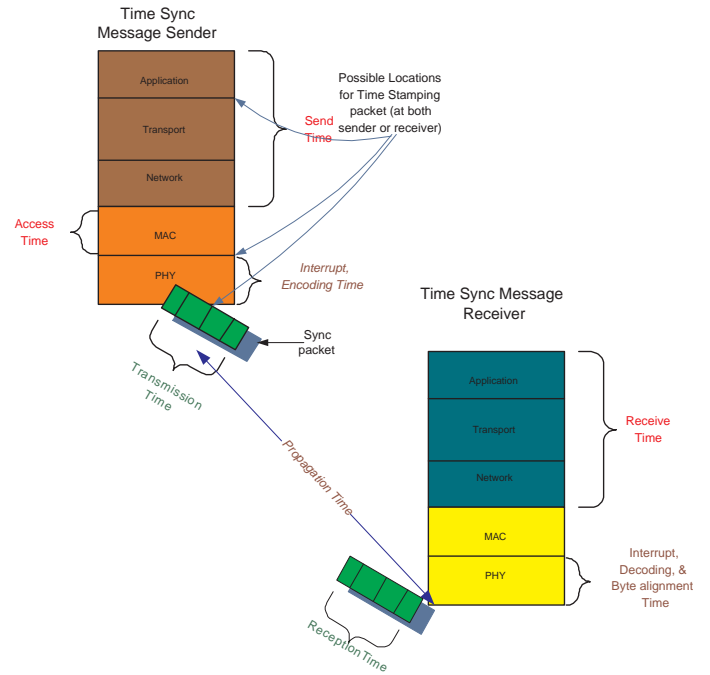 Time Sync
Message Sender
Application
Transport
Network
MAC
PHY
Send
Time
Access
Time
Possible Locations
for Time Stamping
packet (at both
sender or receiver)
Interrupt,
Encoding Time
Sync
packet
Transmission
Time
Propagation Time
Time Sync Message
Receiver
Application
Transport
Network
MAC
PHY
Receive
Time
Interrupt,
Decoding, &
Byte alignment
Time
Reception Time